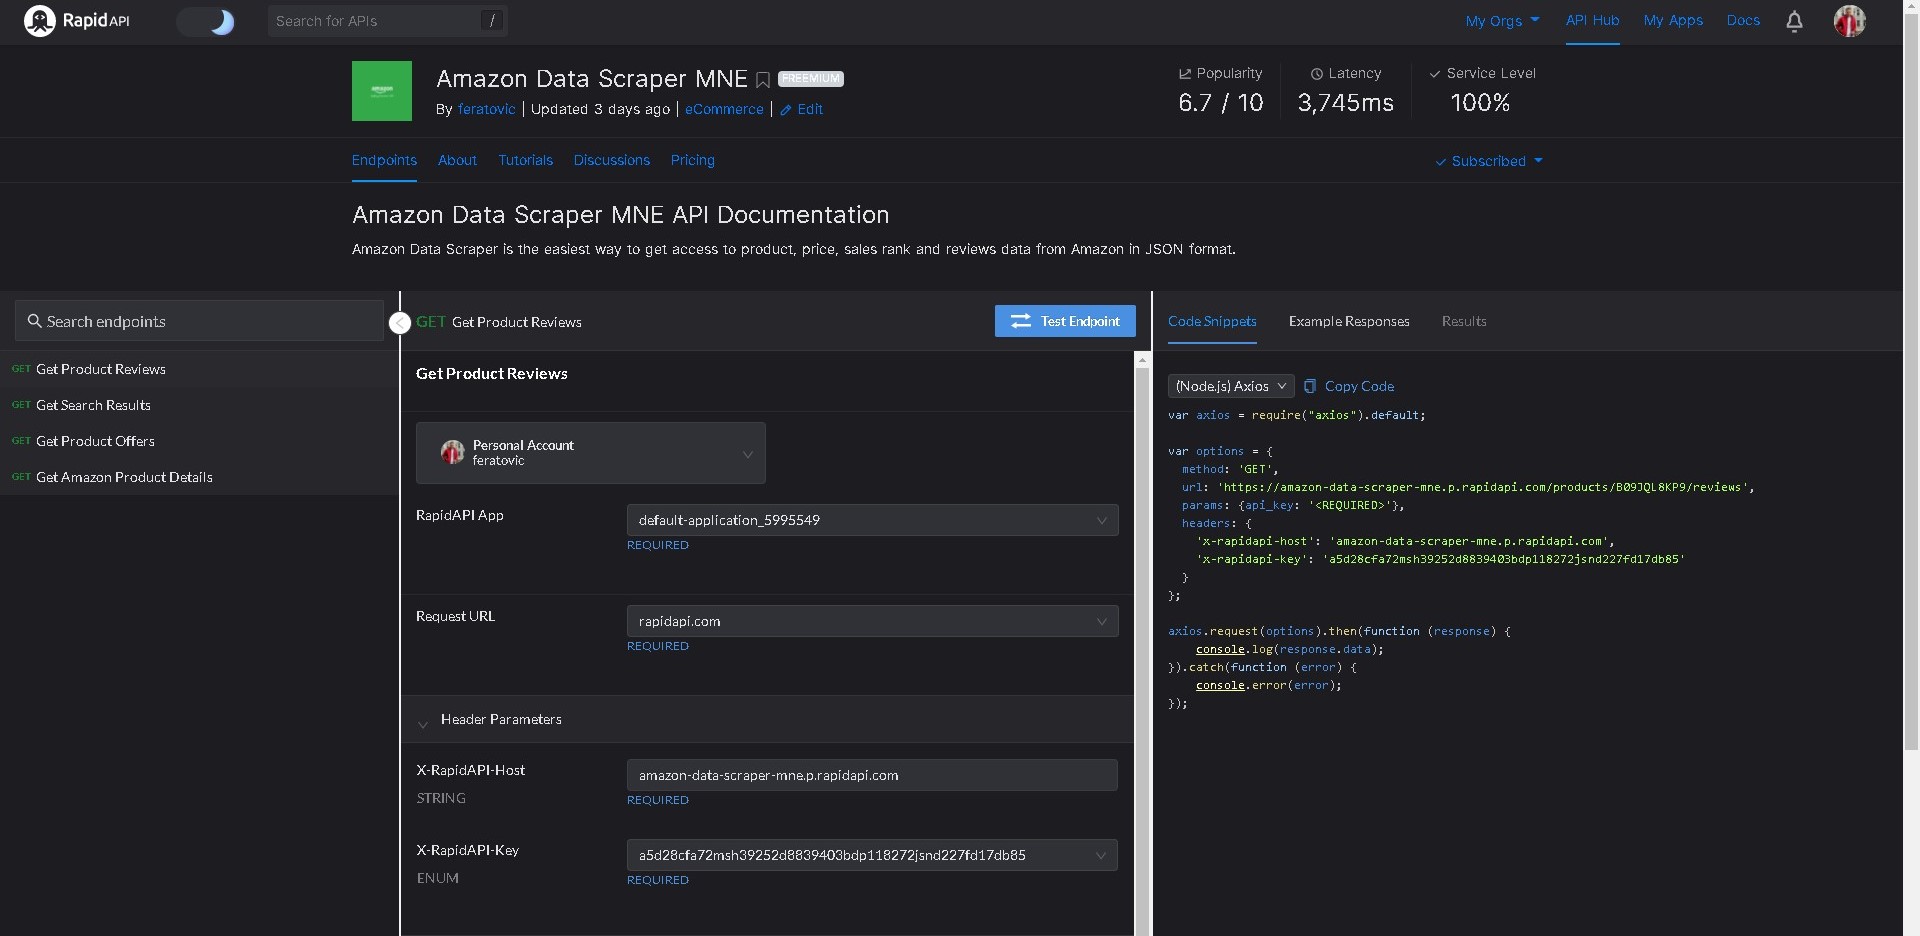 RapidAPI
Search for APIs /
My Orgs
API Hub
My Apps
Docs
amazon
Amazon Data Scraper MNE FREEMIUM
By feratovic | Updated 3 days ago | eCommerce | Edit
Popularity
6.7 / 10
Latency
3,745ms
Service Level
100%
Endpoints
About
Tutorials
Discussions
Pricing
Subscribed
Amazon Data Scraper MNE API Documentation
Amazon Data Scraper is the easiest way to get access to product, price, sales rank and reviews data from Amazon in JSON format.
Search endpoints
GET Get Product Reviews
GET Get Search Results
GET Get Product Offers
GET Get Amazon Product Details
GET Get Product Reviews
Test Endpoint
Get Product Reviews
Personal Account
feratovic
RapidAPI App
default-application_5995549
REQUIRED
Request URL
rapidapi.com
REQUIRED
Header Parameters
X-RapidAPI-Host
amazon-data-scraper-mne.p.rapidapi.com
STRING
REQUIRED
X-RapidAPI-Key
a5d28cfa72msh39252d8839403bdp118272jsnd227fd17db85
ENUM
REQUIRED
Code Snippets
Example Responses
Results
(Node.js) Axios
Copy Code
var axios = require("axios").default;
var options = {
method: 'GET',
url: 'https://amazon-data-scraper-mne.p.rapidapi.com/products/B09JQL8KP9/reviews',
params: {api_key: '<REQUIRED>'},
headers: {
'x-rapidapi-host': 'amazon-data-scraper-mne.p.rapidapi.com',
'x-rapidapi-key': 'a5d28cfa72msh39252d8839403bdp118272jsnd227fd17db85'
}
};
axios.request(options).then(function (response) {
console.log(response.data);
}).catch(function (error) {
console.error(error);
});